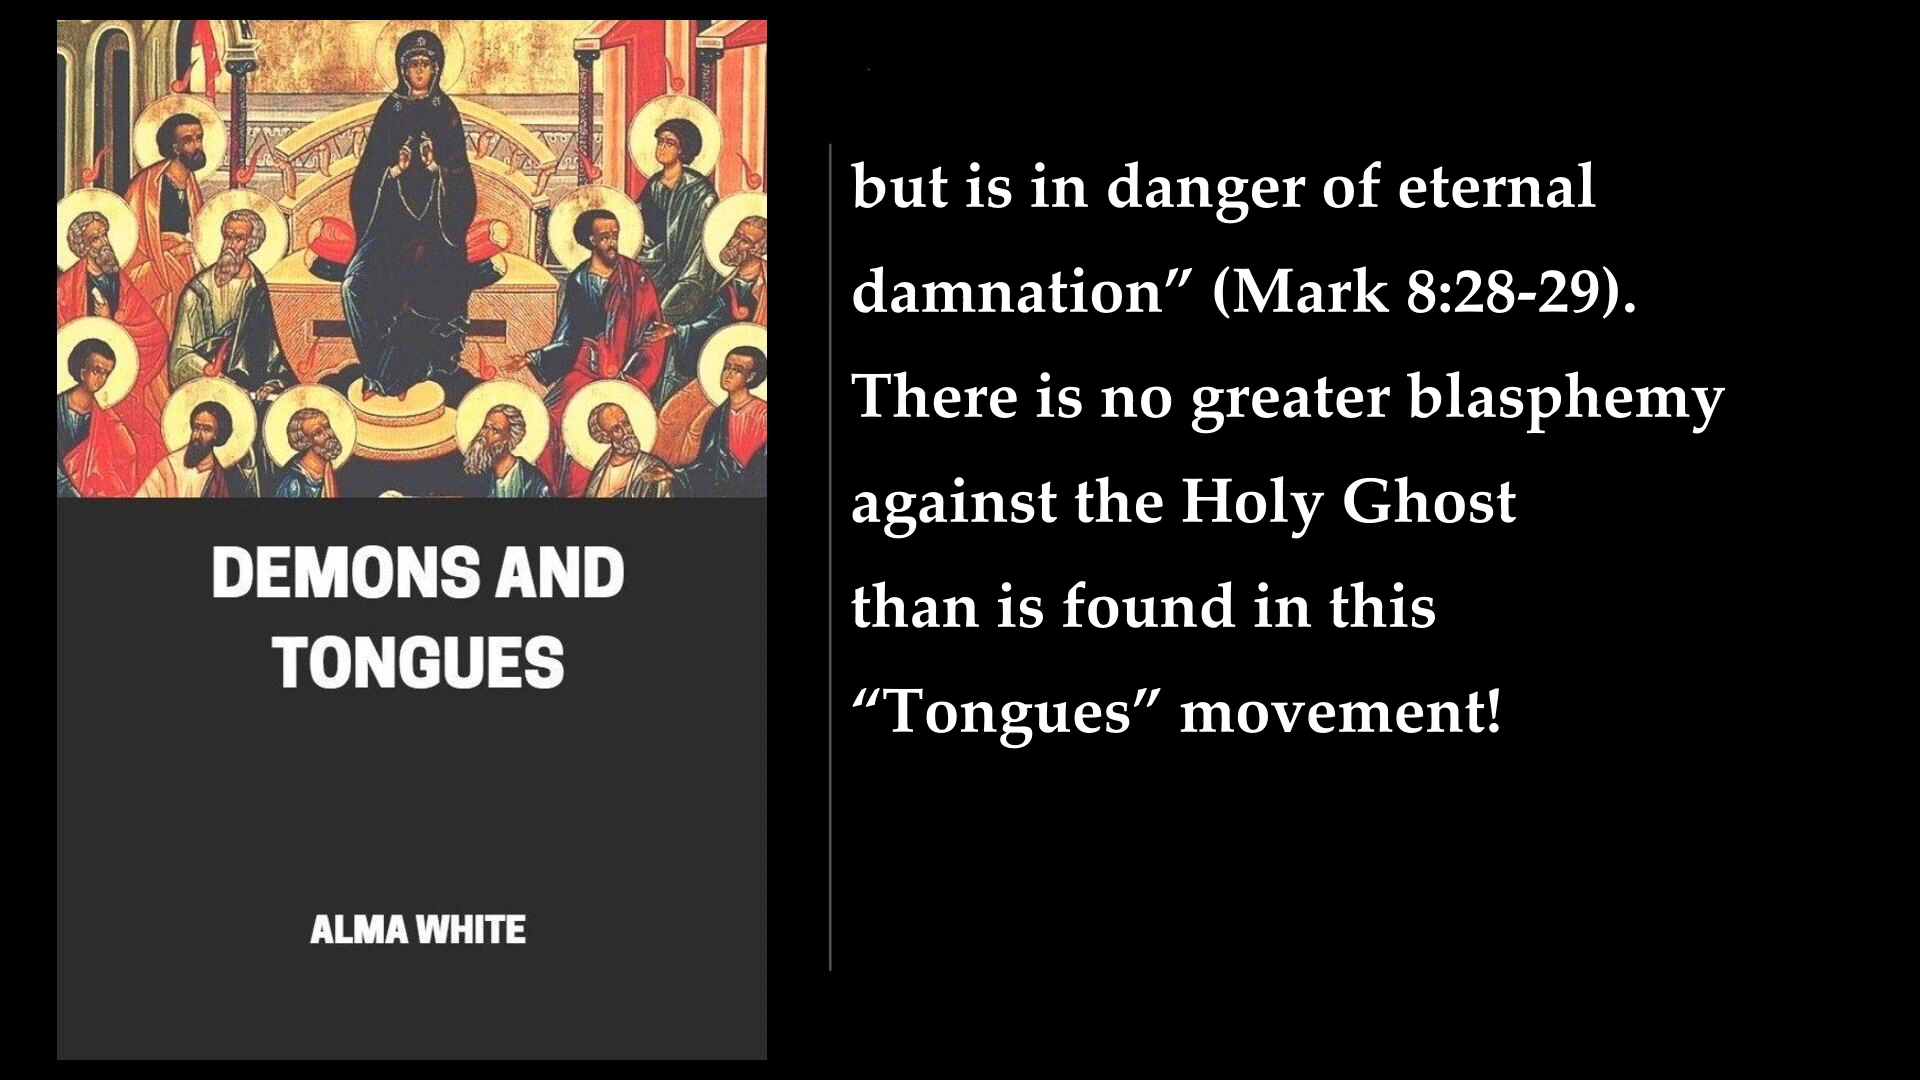 DEMONS AND
TONGUES
ALMA WHITE
but is in danger of eternal
damnation” (Mark 8:28-29).
There is no greater blasphemy
against the Holy Ghost
than is found in this
“Tongues” movement!